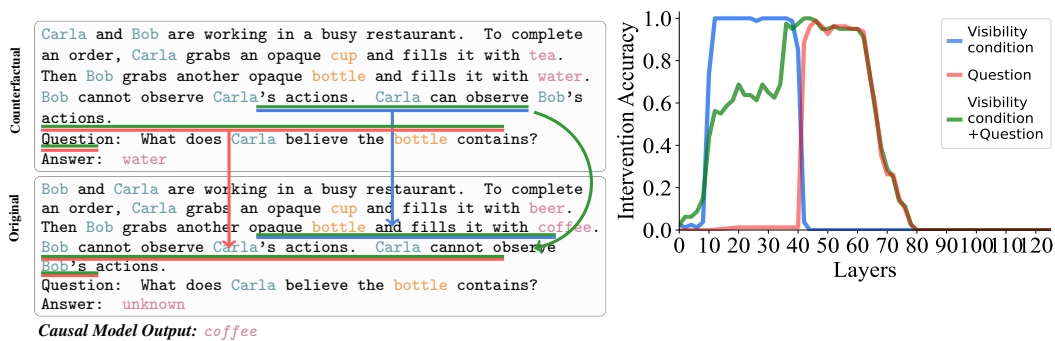 Counterfactual
Carla and Bob are working in a busy restaurant. To complete
an order, Carla grabs an opaque cup and fills it with tea.
Then Bob grabs another opaque bottle and fills it with water.
Bob cannot observe Carla's actions. Carla can observe Bob's
actions.
Question: What does Carla believe the bottle contains?
Answer: water
Original
Bob and Carla are working in a busy restaurant. To complete
an order, Carla grabs an opaque cup and fills it with beer.
Then Bob grabs another opaque bottle and fills it with coffee.
Bob cannot observe Carla's actions. Carla cannot observe
Bob's actions.
Question: What does Carla believe the bottle contains?
Answer: unknown
Causal Model Output: coffee
Intervention Accuracy
1.0
0.8
0.6
0.4
0.2
0.0
0 10 20 30 40 50 60 70 80 90 100 110 120
Layers
Visibility
condition
Question
Visibility
condition
+Question